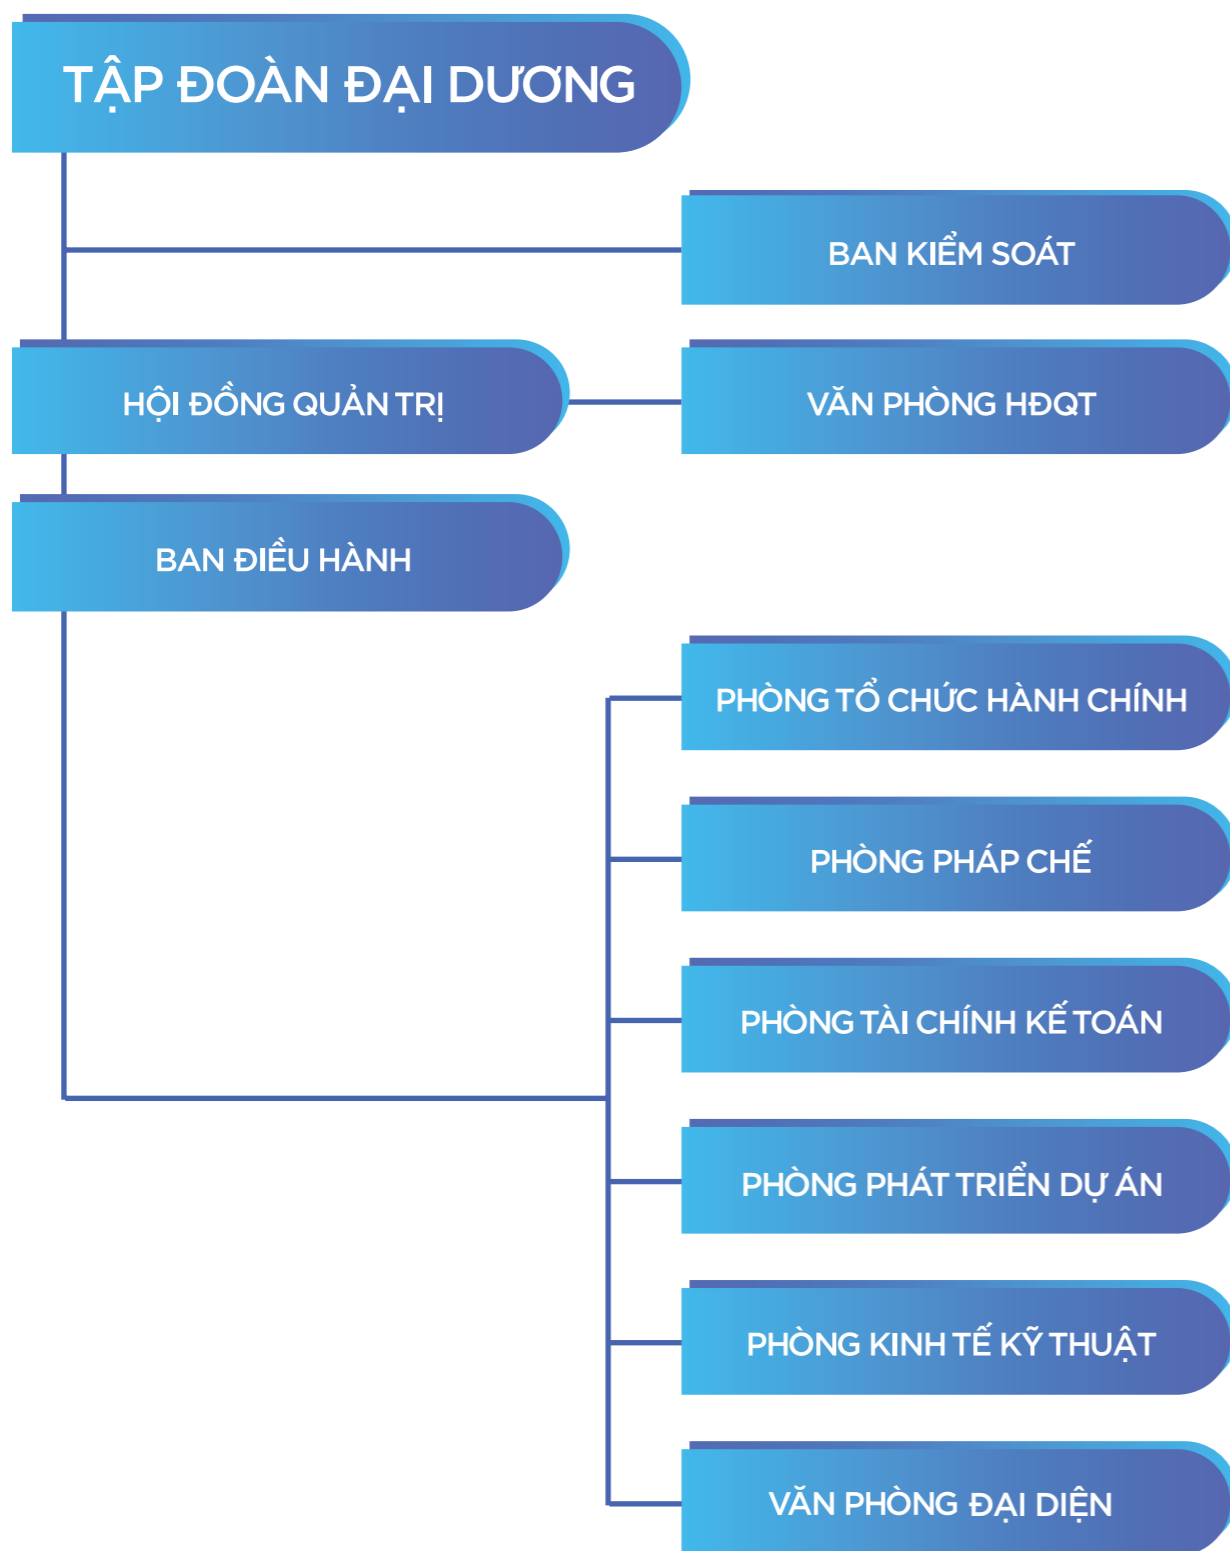 TẬP ĐOÀN ĐẠI DƯƠNG
BAN KIỂM SOÁT
HỘI ĐỒNG QUẢN TRỊ
VĂN PHÒNG HĐQT
BAN ĐIỀU HÀNH
PHÒNG TỔ CHỨC HÀNH CHÍNH
PHÒNG PHÁP CHẾ
PHÒNG TÀI CHÍNH KẾ TOÁN
PHÒNG PHÁT TRIỂN DỰ ÁN
PHÒNG KINH TẾ KỸ THUẬT
VĂN PHÒNG ĐẠI DIỆN